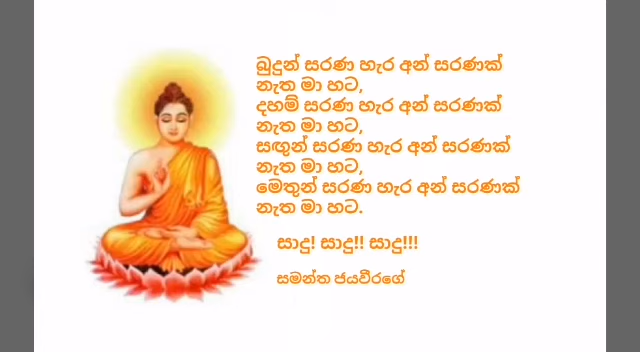 බුදුන් සරණ හැර අන් සරණක්
නැත මා හට,
දහම් සරණ හැර අන් සරණක්
නැත මා හට,
සඟුන් සරණ හැර අන් සරණක්
නැත මා හට,
මෙතුන් සරණ හැර අන් සරණක්
නැත මා හට.
සාදු! සාදු!! සාදු!!!
සමන්ත ජයවීරගේ